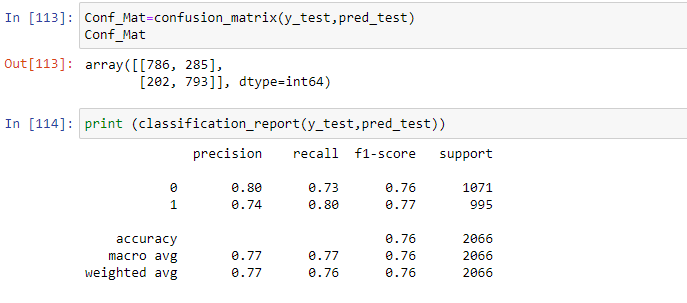 In [113]: Conf_Mat=confusion_matrix(y_test,pred_test)
Conf_Mat
Out[113]: array([[786, 285],
[202, 793]], dtype=int64)
In [114]: print (classification_report(y_test,pred_test))
precision recall f1-score support
0 0.80 0.73 0.76 1071
1 0.74 0.80 0.77 995
accuracy 0.76 2066
macro avg 0.77 0.77 0.76 2066
weighted avg 0.77 0.76 0.76 2066